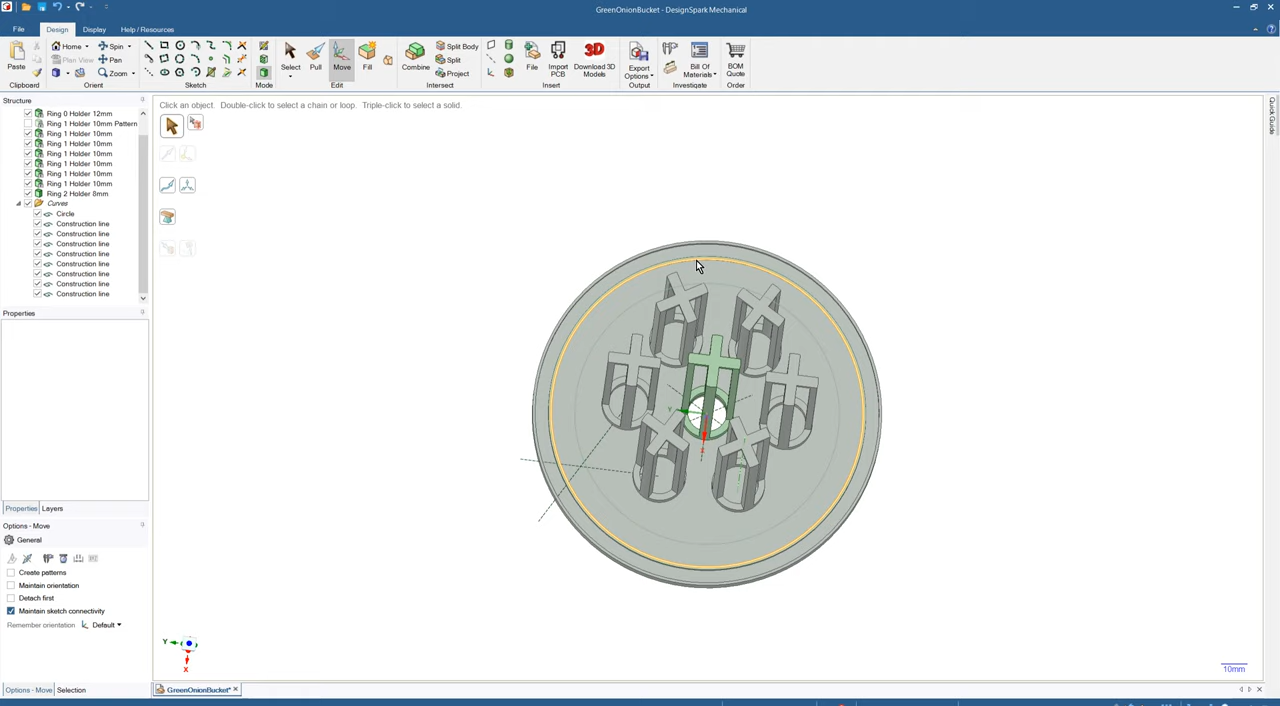 GreenOnionBucket - DesignSpark Mechanical
File
Design
Display
Help / Resources
Paste
Clipboard
Home
Spin
Plan View
Pan
Zoom
Orient
Sketch
Mode
Select
Pull
Move
Fill
Edit
Combine
Split Body
Split
Project
Intersect
File
Import PCB
3D
Download 3D Models
Insert
Export Options
Output
Bill Of Materials
Investigate
BOM Quote
Order
Structure
Ring 0 Holder 12mm
Ring 1 Holder 10mm Pattern
Ring 1 Holder 10mm
Ring 1 Holder 10mm
Ring 1 Holder 10mm
Ring 1 Holder 10mm
Ring 1 Holder 10mm
Ring 1 Holder 10mm
Ring 2 Holder 8mm
Curves
Circle
Construction line
Construction line
Construction line
Construction line
Construction line
Construction line
Construction line
Construction line
Properties
Properties
Layers
Options - Move
General
Create patterns
Maintain orientation
Detach first
Maintain sketch connectivity
Remember orientation
Default
Options - Move
Selection
Click an object. Double-click to select a chain or loop. Triple-click to select a solid.
Quick Guide
Y
X
Y
X
10mm
GreenOnionBucket*